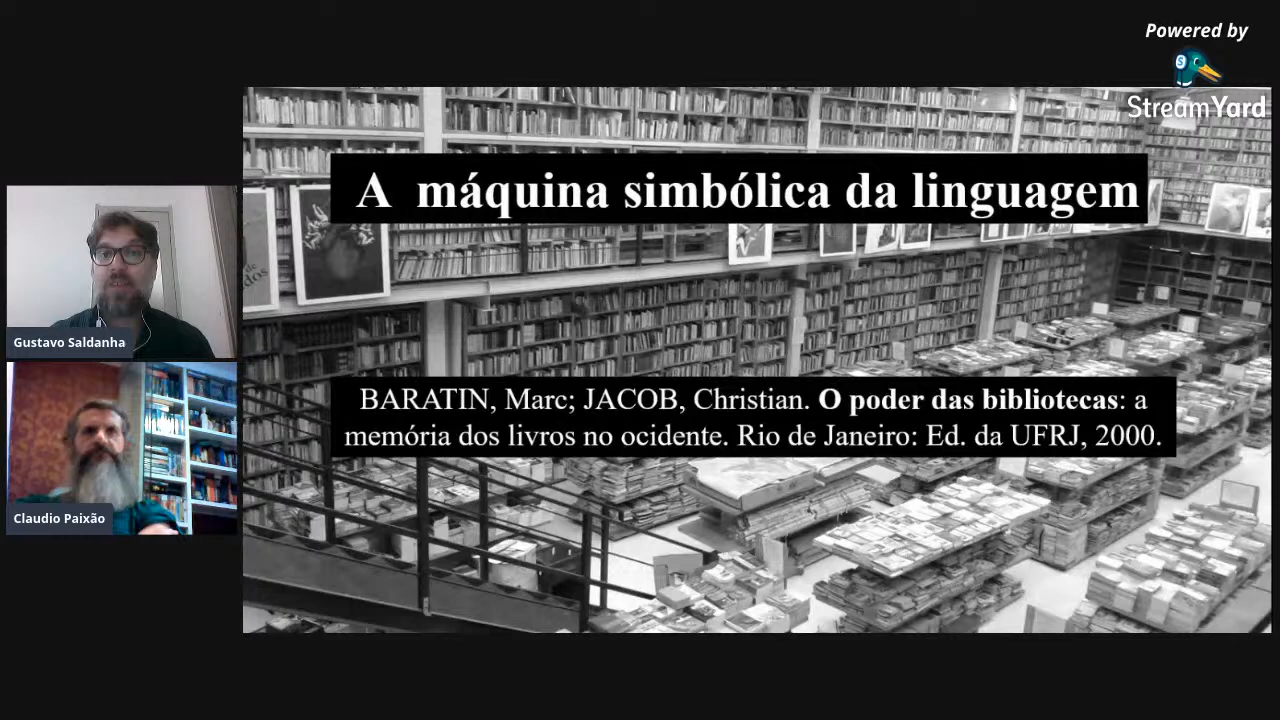 Powered by
StreamYard
A máquina simbólica da linguagem
BARATIN, Marc; JACOB, Christian. O poder das bibliotecas: a
memória dos livros no ocidente. Rio de Janeiro: Ed. da UFRJ, 2000.
Gustavo Saldanha
Claudio Paixão